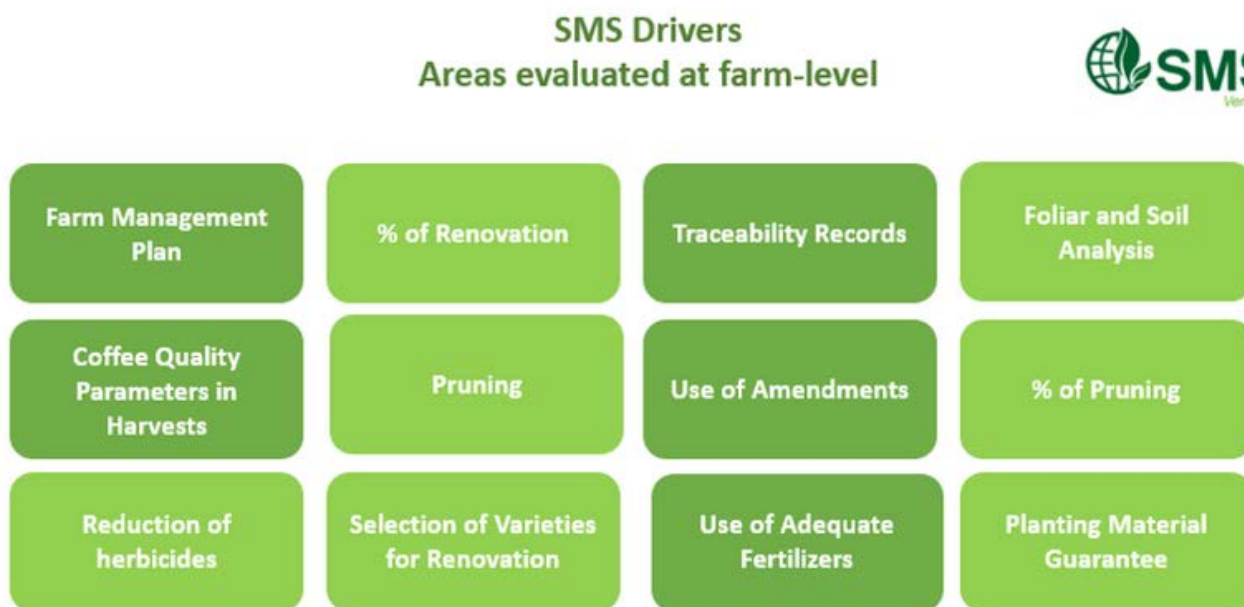 SMS Drivers
Areas evaluated at farm-level
SMS
Ver
Farm Management
Plan
% of Renovation
Traceability Records
Foliar and Soil
Analysis
Coffee Quality
Parameters in
Harvests
Pruning
Use of Amendments
% of Pruning
Reduction of
herbicides
Selection of Varieties
for Renovation
Use of Adequate
Fertilizers
Planting Material
Guarantee